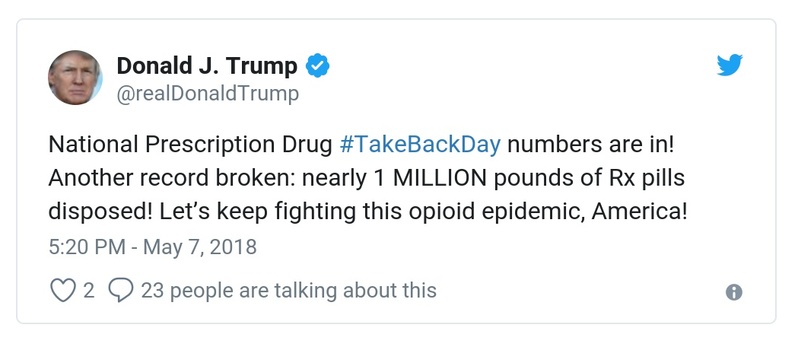 Donald J. Trump
@realDonaldTrump
National Prescription Drug #TakeBackDay numbers are in!
Another record broken: nearly 1 MILLION pounds of Rx pills
disposed! Let’s keep fighting this opioid epidemic, America!
5:20 PM - May 7, 2018
2 23 people are talking about this